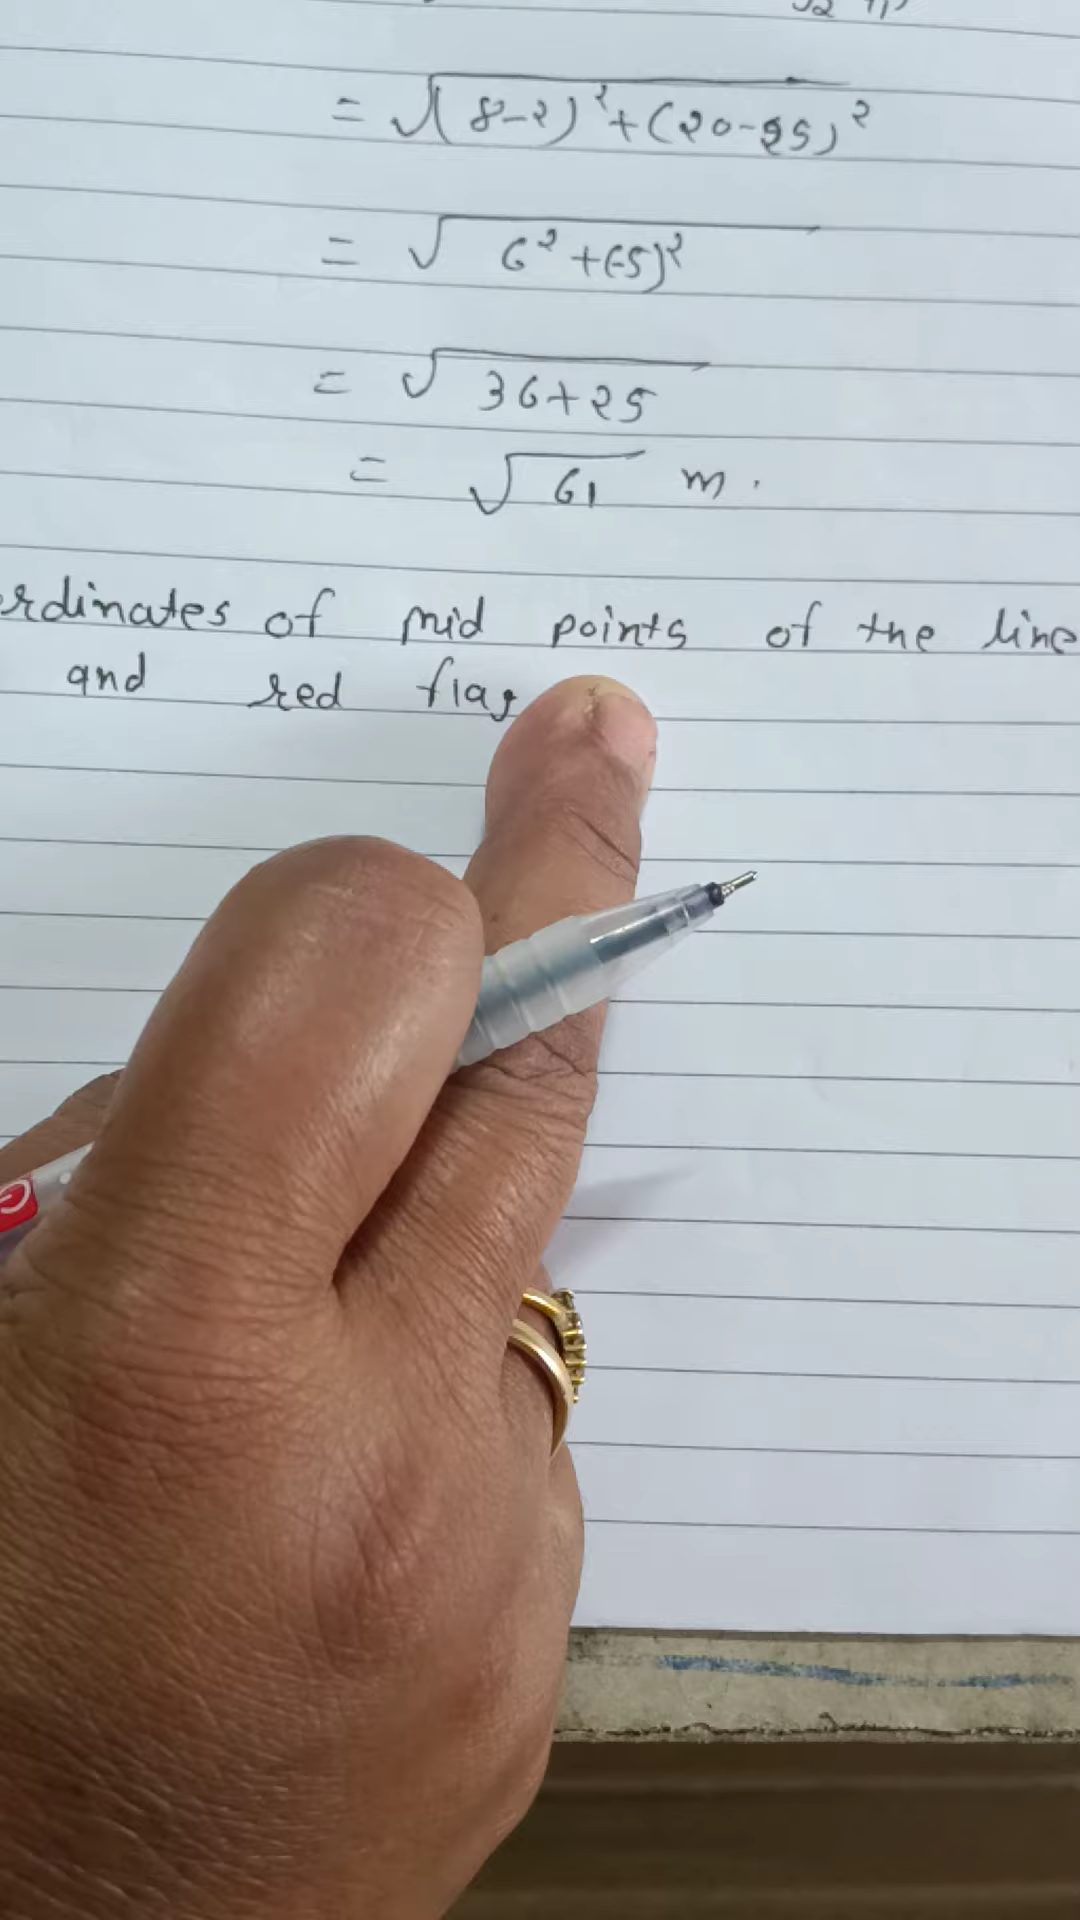 = √(8-2)²+(20-25)²
= √6²+(-5)²
= √36+25
= √61 m.
ordinates of mid points of the line
and red flag